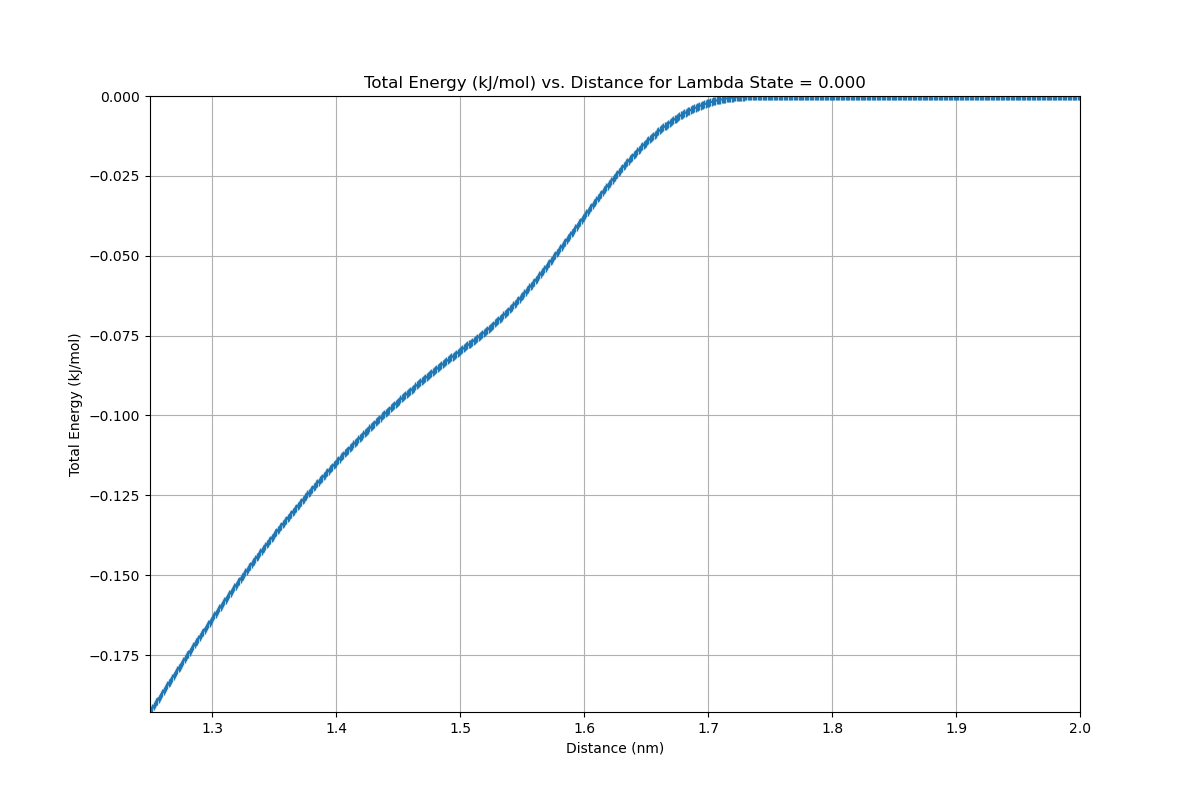 Total Energy (kJ/mol) vs. Distance for Lambda State = 0.000
Total Energy (kJ/mol)
0.000
−0.025
−0.050
−0.075
−0.100
−0.125
−0.150
−0.175
1.3 1.4 1.5 1.6 1.7 1.8 1.9 2.0
Distance (nm)